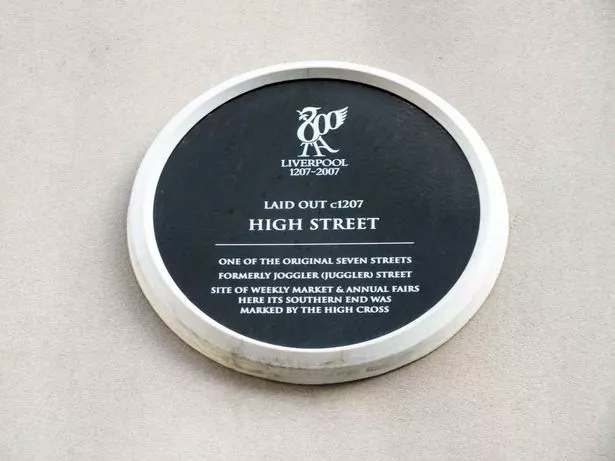 800
LIVERPOOL
1207~2007
LAID OUT c1207
HIGH STREET
ONE OF THE ORIGINAL SEVEN STREETS
FORMERLY JOGGLER (JUGGLER) STREET
SITE OF WEEKLY MARKET & ANNUAL FAIRS
HERE ITS SOUTHERN END WAS
MARKED BY THE HIGH CROSS